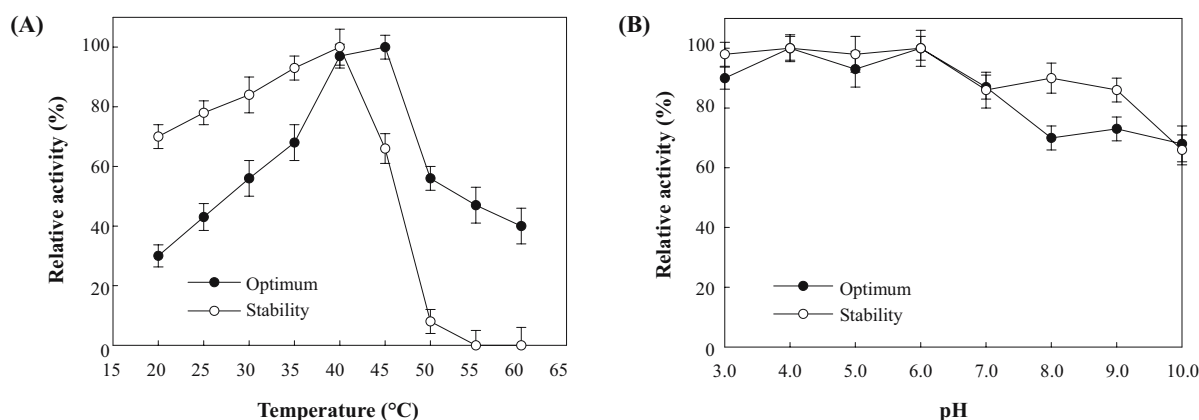 (A)
Relative activity (%)
100
80
60
40
20
0
Optimum
Stability
15 20 25 30 35 40 45 50 55 60 65
Temperature (°C)
(B)
Relative activity (%)
100
80
60
40
20
0
Optimum
Stability
3.0 4.0 5.0 6.0 7.0 8.0 9.0 10.0
pH